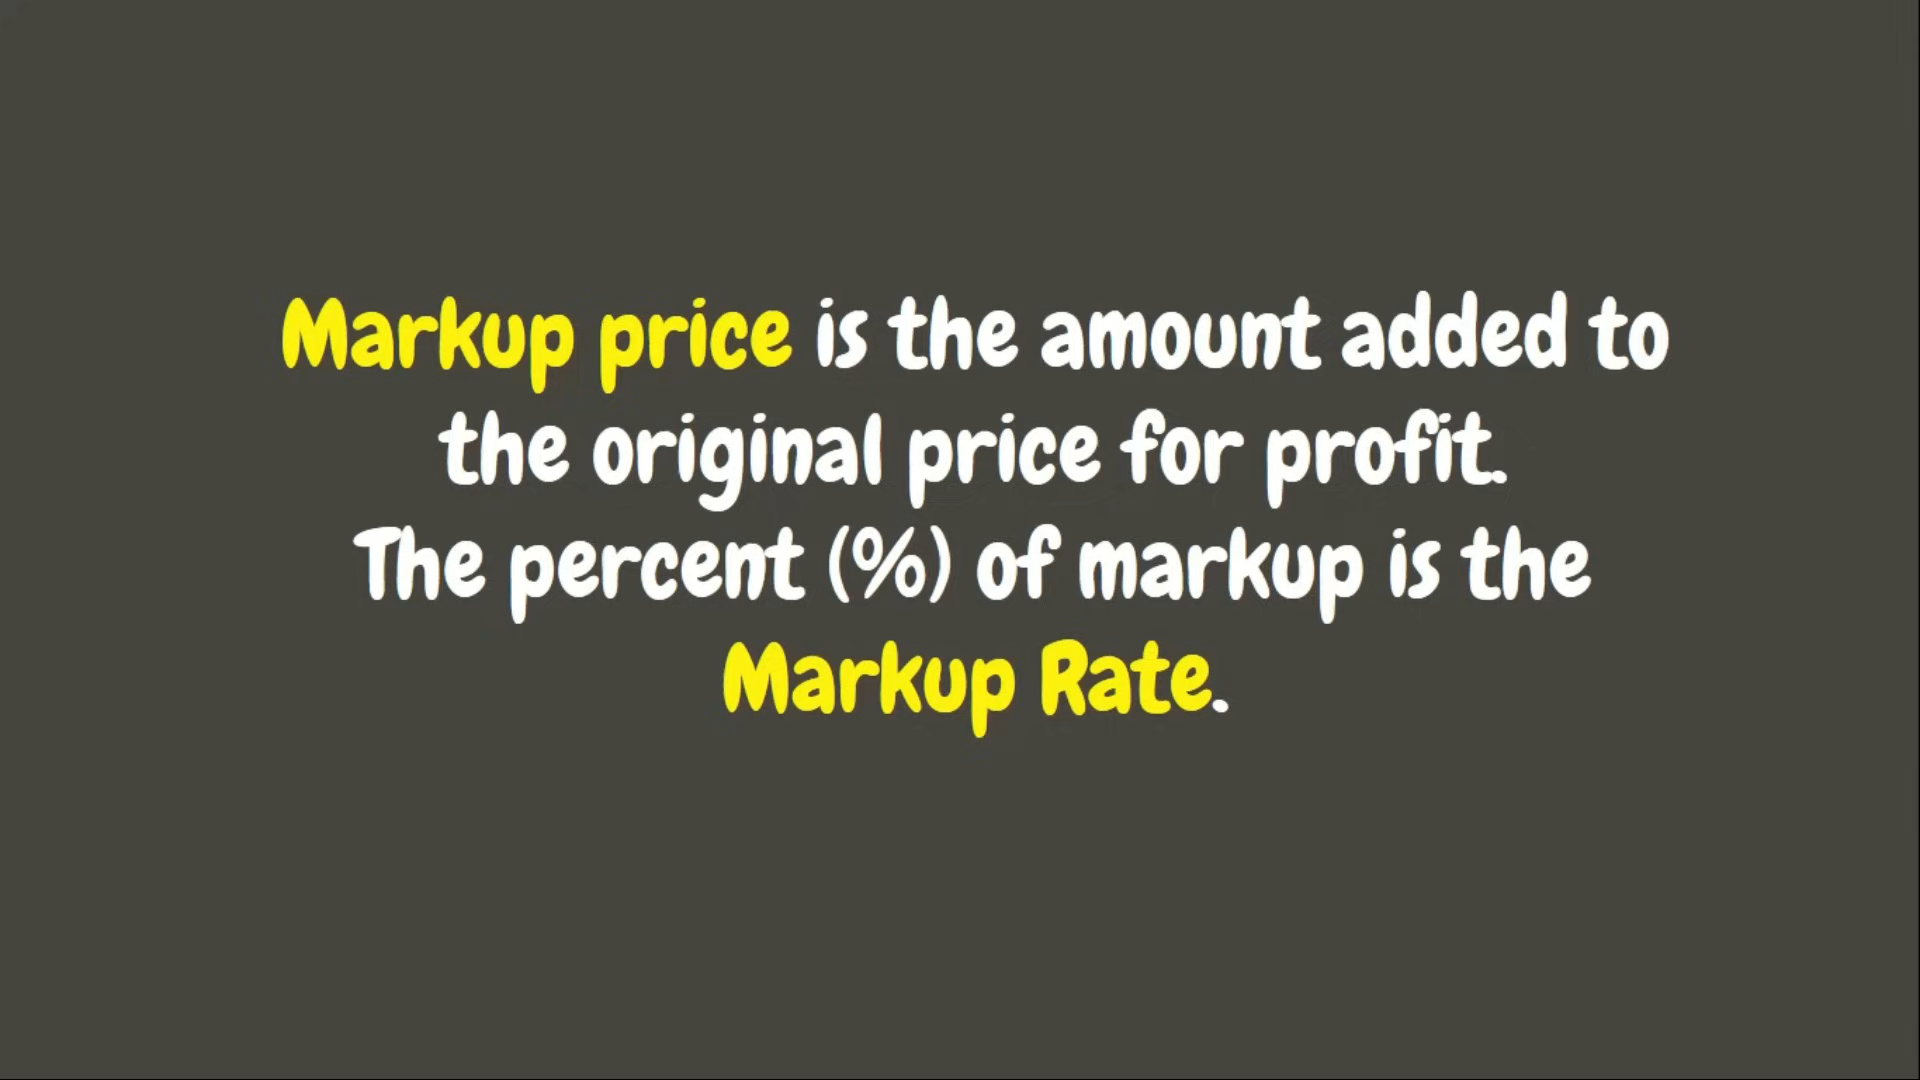 Markup price is the amount added to
the original price for profit.
The percent (%) of markup is the
Markup Rate.